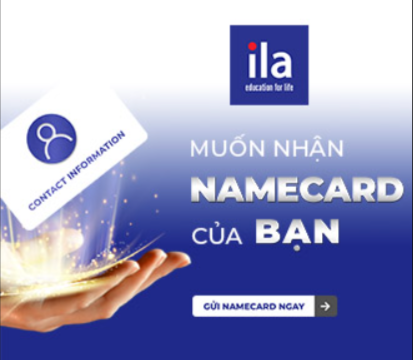 ila
education for life
CONTACT INFORMATION
MUỐN NHẬN
NAMECARD
CỦA BẠN
GỬI NAMECARD NGAY →